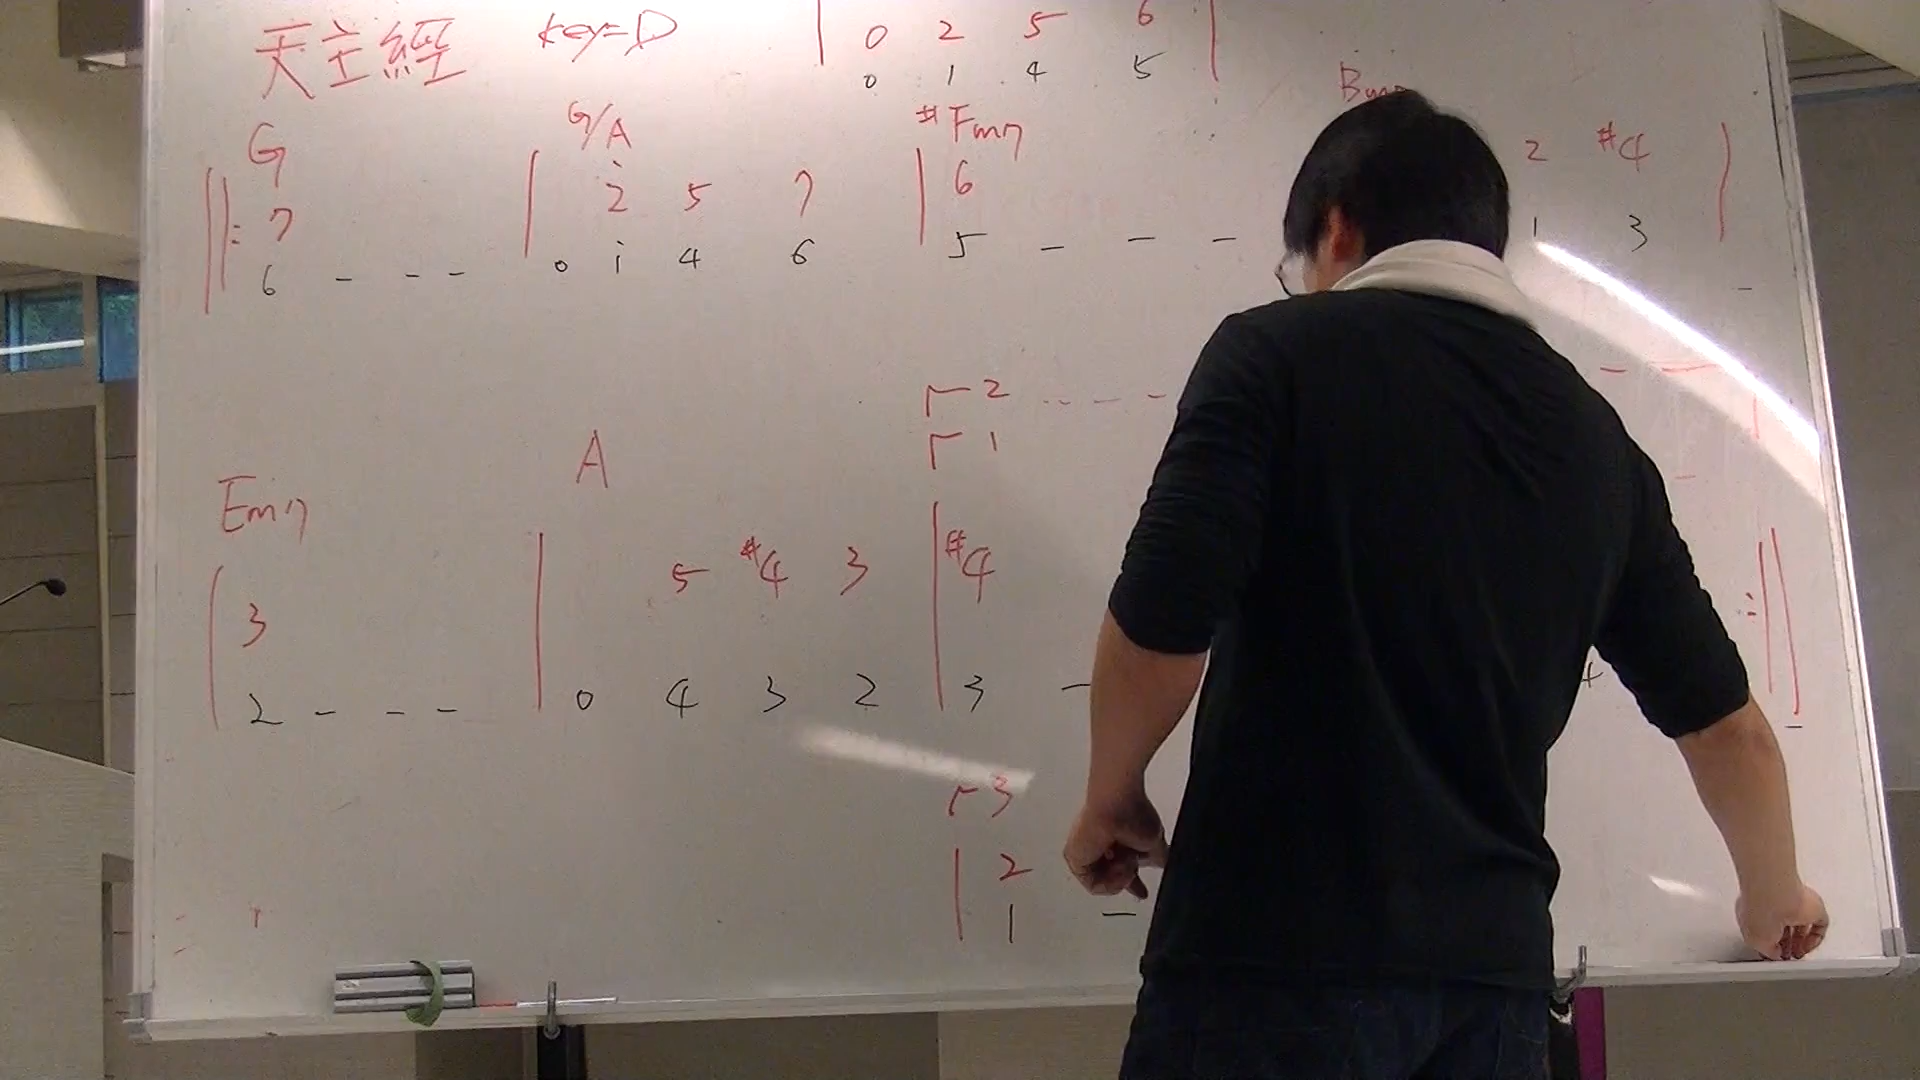 天主經 key=D | 0 2 5 6 |
0 1 4 5
G G/A #Fm7
||: 7 | 2̇ 5 7 | 6 2 #4 |
6 - - - 0 i 4 6 5 - - - 1 3 -
┌ 2 - - - - -
┌ 1 -
Em7 A
| 3 | 5 #4 3 | #4 :||
2 - - - 0 4 3 2 3 - -
┌ 3
| 2
1 -